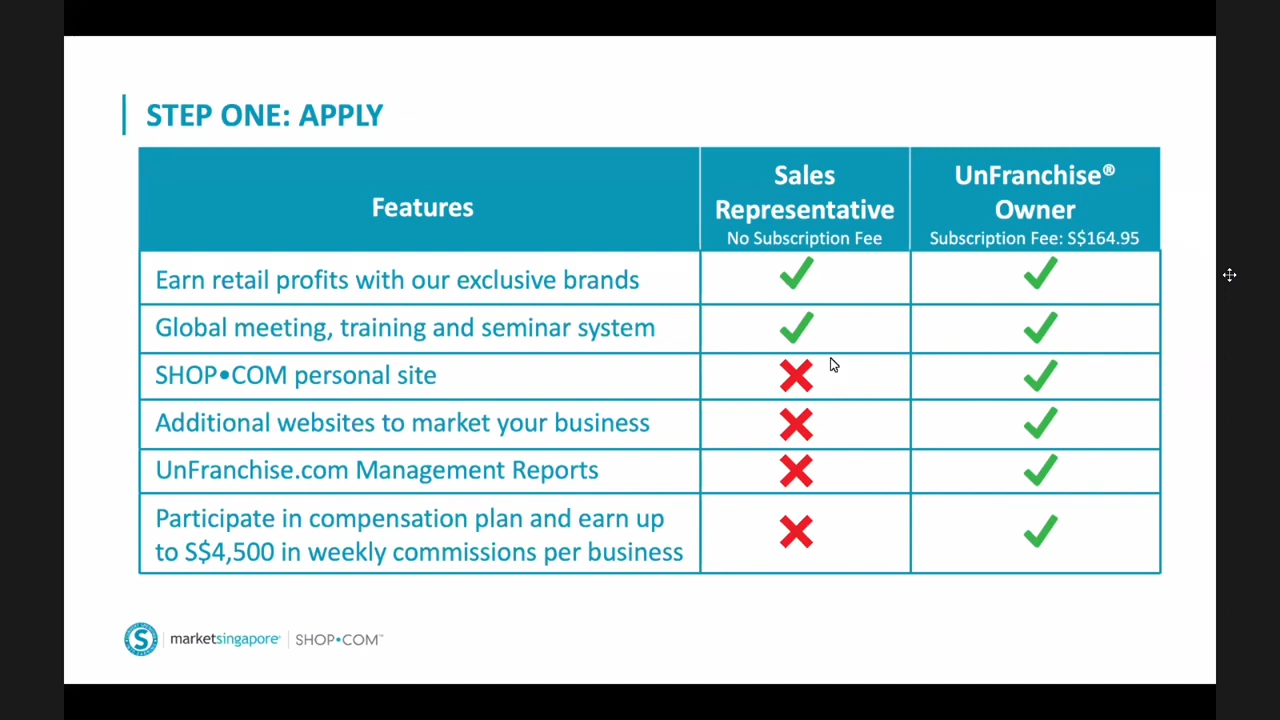 STEP ONE: APPLY
Features
Sales
Representative
No Subscription Fee
UnFranchise®
Owner
Subscription Fee: S$164.95
Earn retail profits with our exclusive brands
Global meeting, training and seminar system
SHOP•COM personal site
Additional websites to market your business
UnFranchise.com Management Reports
Participate in compensation plan and earn up
to S$4,500 in weekly commissions per business
marketsingapore® SHOP•COM™